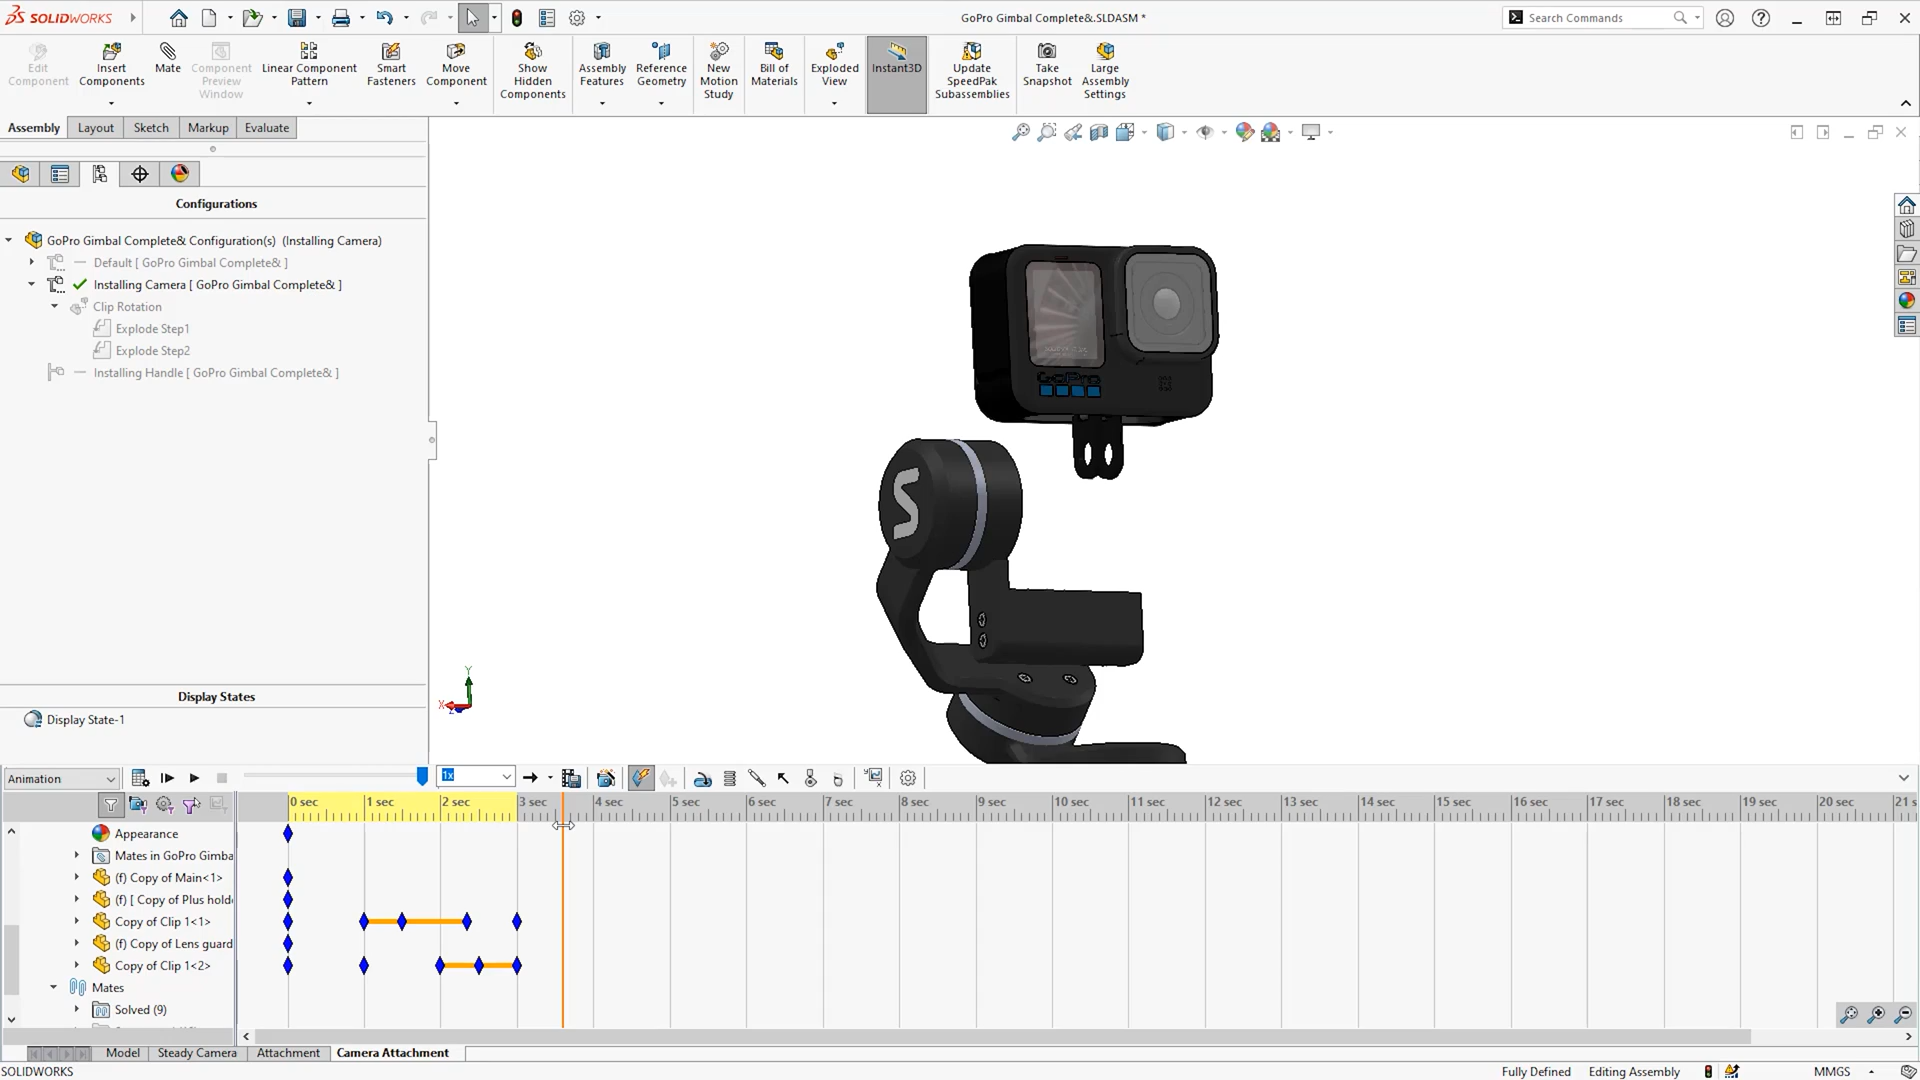 SOLIDWORKS
GoPro Gimbal Complete&.SLDASM *
Search Commands
Edit Component
Insert Components
Mate
Component Preview Window
Linear Component Pattern
Smart Fasteners
Move Component
Show Hidden Components
Assembly Features
Reference Geometry
New Motion Study
Bill of Materials
Exploded View
Instant3D
Update SpeedPak Subassemblies
Take Snapshot
Large Assembly Settings
Assembly
Layout
Sketch
Markup
Evaluate
Configurations
GoPro Gimbal Complete& Configuration(s) (Installing Camera)
Default [ GoPro Gimbal Complete& ]
Installing Camera [ GoPro Gimbal Complete& ]
Clip Rotation
Explode Step1
Explode Step2
Installing Handle [ GoPro Gimbal Complete& ]
GoPro
S
Y
X
Z
Display States
Display State-1
Animation
1x
0 sec
1 sec
2 sec
3 sec
4 sec
5 sec
6 sec
7 sec
8 sec
9 sec
10 sec
11 sec
12 sec
13 sec
14 sec
15 sec
16 sec
17 sec
18 sec
19 sec
20 sec
21 s
Appearance
Mates in GoPro Gimba
(f) Copy of Main<1>
(f) [ Copy of Plus hold
Copy of Clip 1<1>
(f) Copy of Lens guard
Copy of Clip 1<2>
Mates
Solved (9)
Model
Steady Camera
Attachment
Camera Attachment
SOLIDWORKS
Fully Defined
Editing Assembly
MMGS